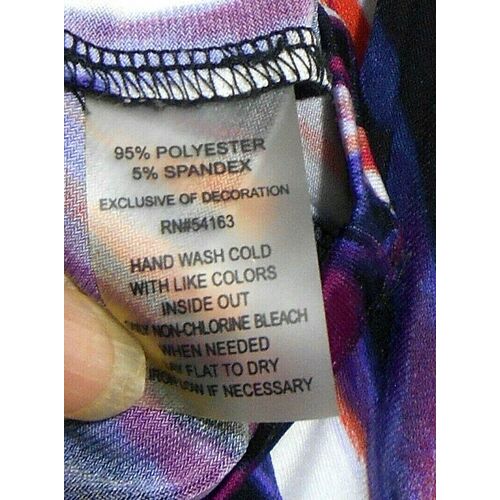 95% POLYESTER
5% SPANDEX
EXCLUSIVE OF DECORATION
RN#54163
HAND WASH COLD
WITH LIKE COLORS
INSIDE OUT
NON-CHLORINE BLEACH
WHEN NEEDED
FLAT TO DRY
IF NECESSARY